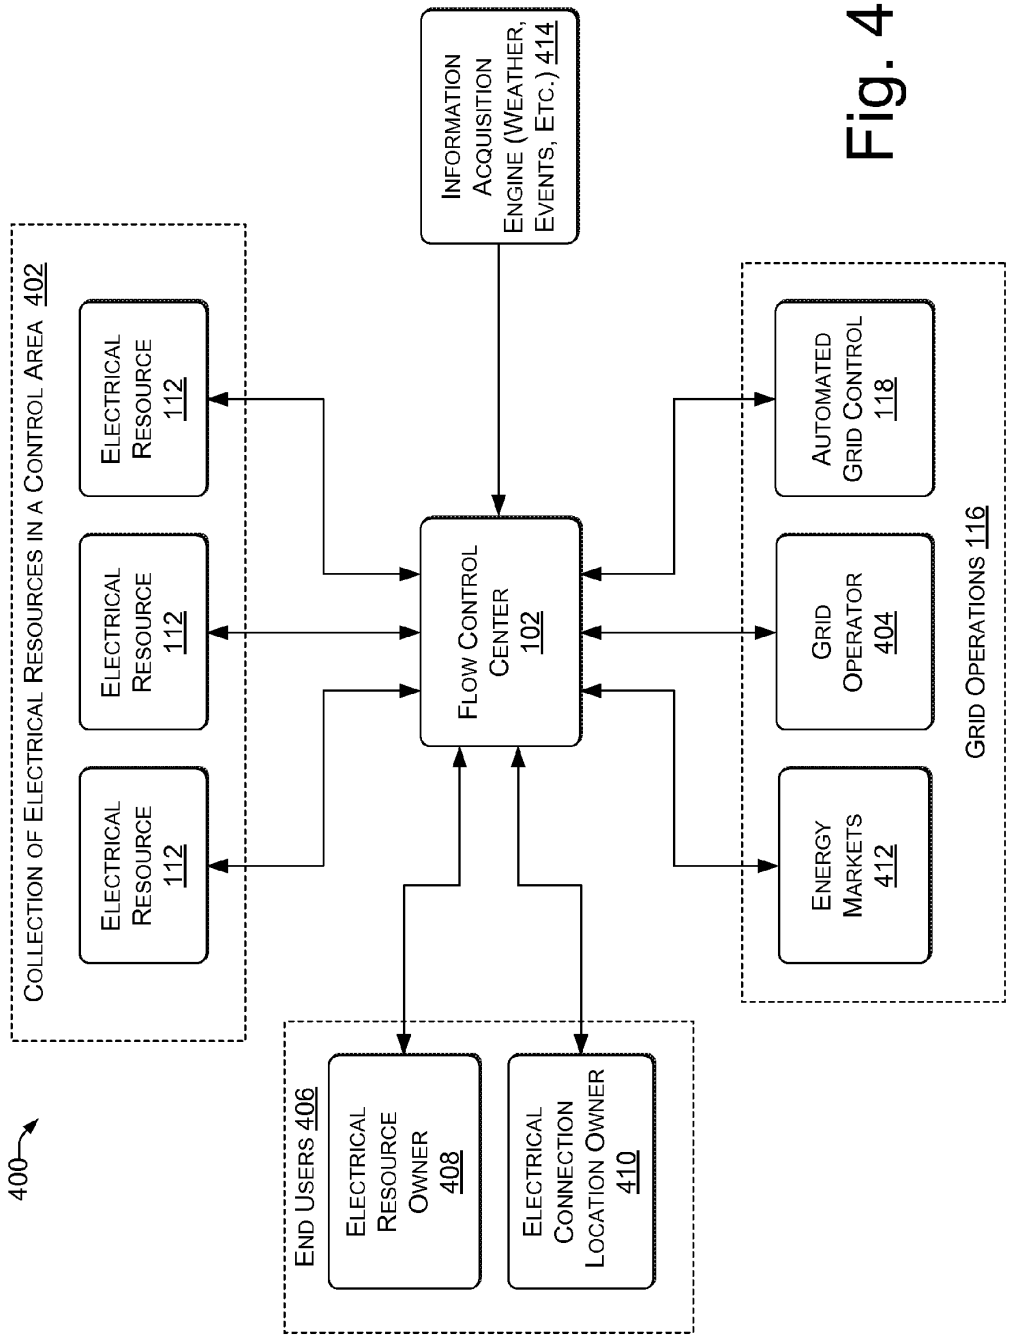 400
COLLECTION OF ELECTRICAL RESOURCES IN A CONTROL AREA 402
ELECTRICAL
RESOURCE
112
ELECTRICAL
RESOURCE
112
ELECTRICAL
RESOURCE
112
END USERS 406
ELECTRICAL
RESOURCE
OWNER
408
ELECTRICAL
CONNECTION
LOCATION OWNER
410
FLOW CONTROL
CENTER
102
INFORMATION
ACQUISITION
ENGINE (WEATHER,
EVENTS, ETC.) 414
ENERGY
MARKETS
412
GRID
OPERATOR
404
AUTOMATED
GRID CONTROL
118
GRID OPERATIONS 116
Fig. 4